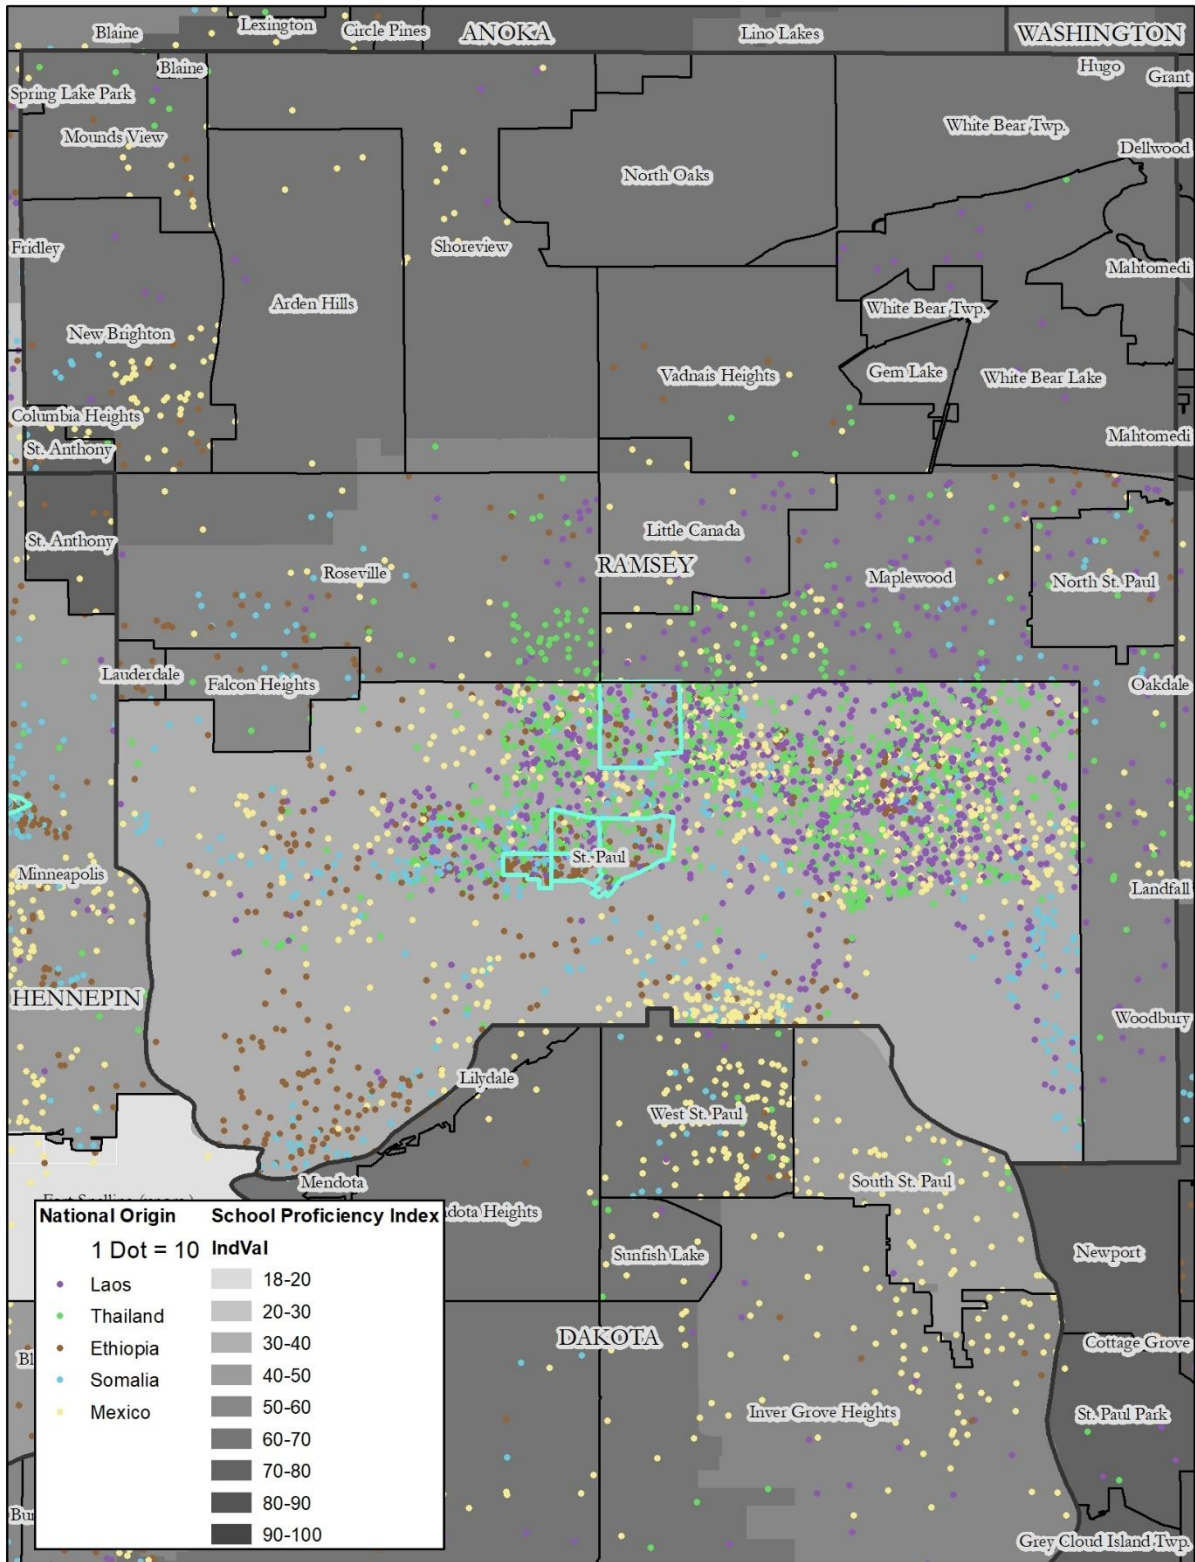 Blaine
Lexington
Circle Pines
ANOKA
Lino Lakes
WASHINGTON
Blaine
Hugo
Grant
Spring Lake Park
Mounds View
White Bear Twp.
Dellwood
North Oaks
Fridley
Shoreview
Mahtomedi
Arden Hills
White Bear Twp.
New Brighton
Vadnais Heights
Gem Lake
White Bear Lake
Columbia Heights
Mahtomedi
St. Anthony
St. Anthony
Little Canada
RAMSEY
Roseville
Maplewood
North St. Paul
Lauderdale
Falcon Heights
Oakdale
St. Paul
Minneapolis
Landfall
HENNEPIN
Woodbury
Lilydale
West St. Paul
Mendota
South St. Paul
dota Heights
Sunfish Lake
Newport
DAKOTA
Cottage Grove
Inver Grove Heights
St. Paul Park
Grey Cloud Island Twp.
Bl
Bu
National Origin
1 Dot = 10
Laos
Thailand
Ethiopia
Somalia
Mexico
School Proficiency Index
IndVal
18-20
20-30
30-40
40-50
50-60
60-70
70-80
80-90
90-100